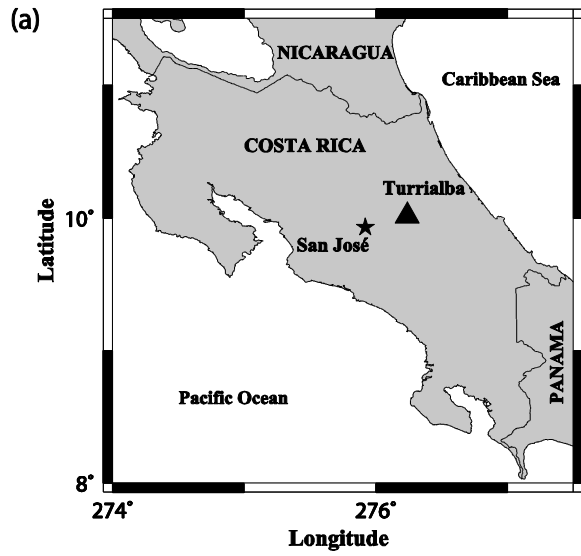 (a)
NICARAGUA
Caribbean Sea
COSTA RICA
Turrialba
10°
San José
Latitude
PANAMA
Pacific Ocean
8°
274°
276°
Longitude